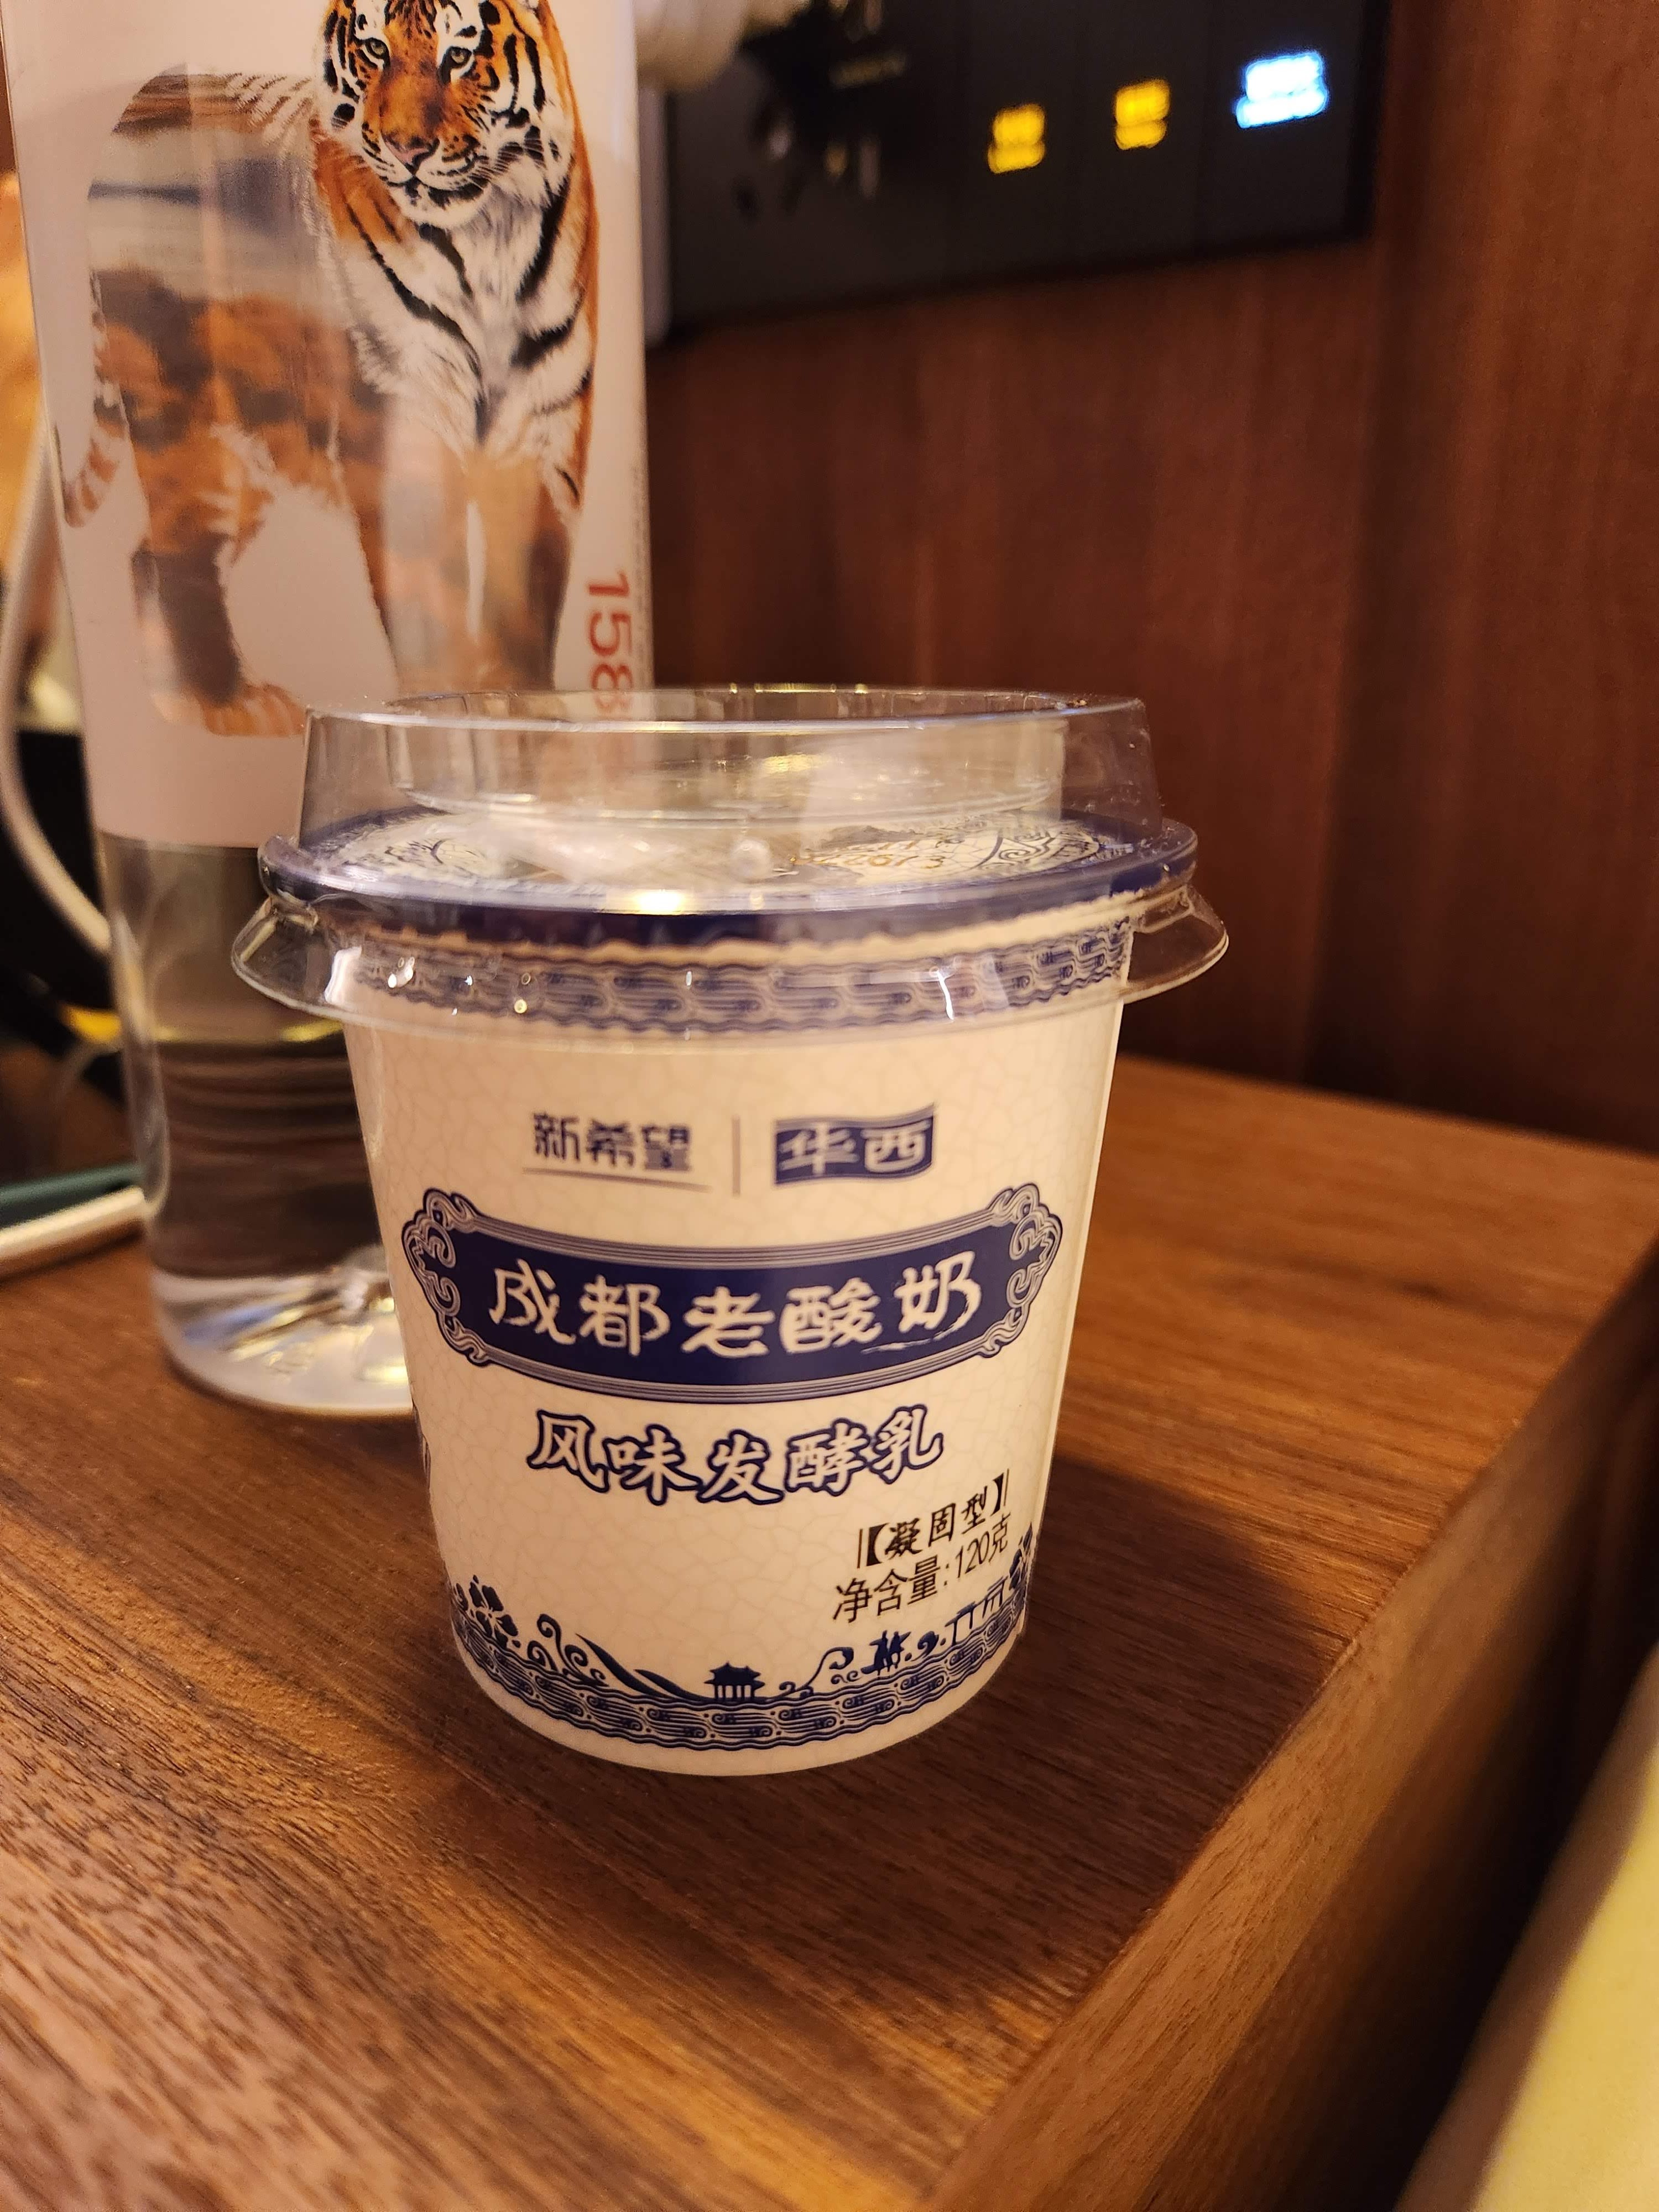 158
新希望 华西
成都老酸奶
风味发酵乳
【凝固型】
净含量:120克